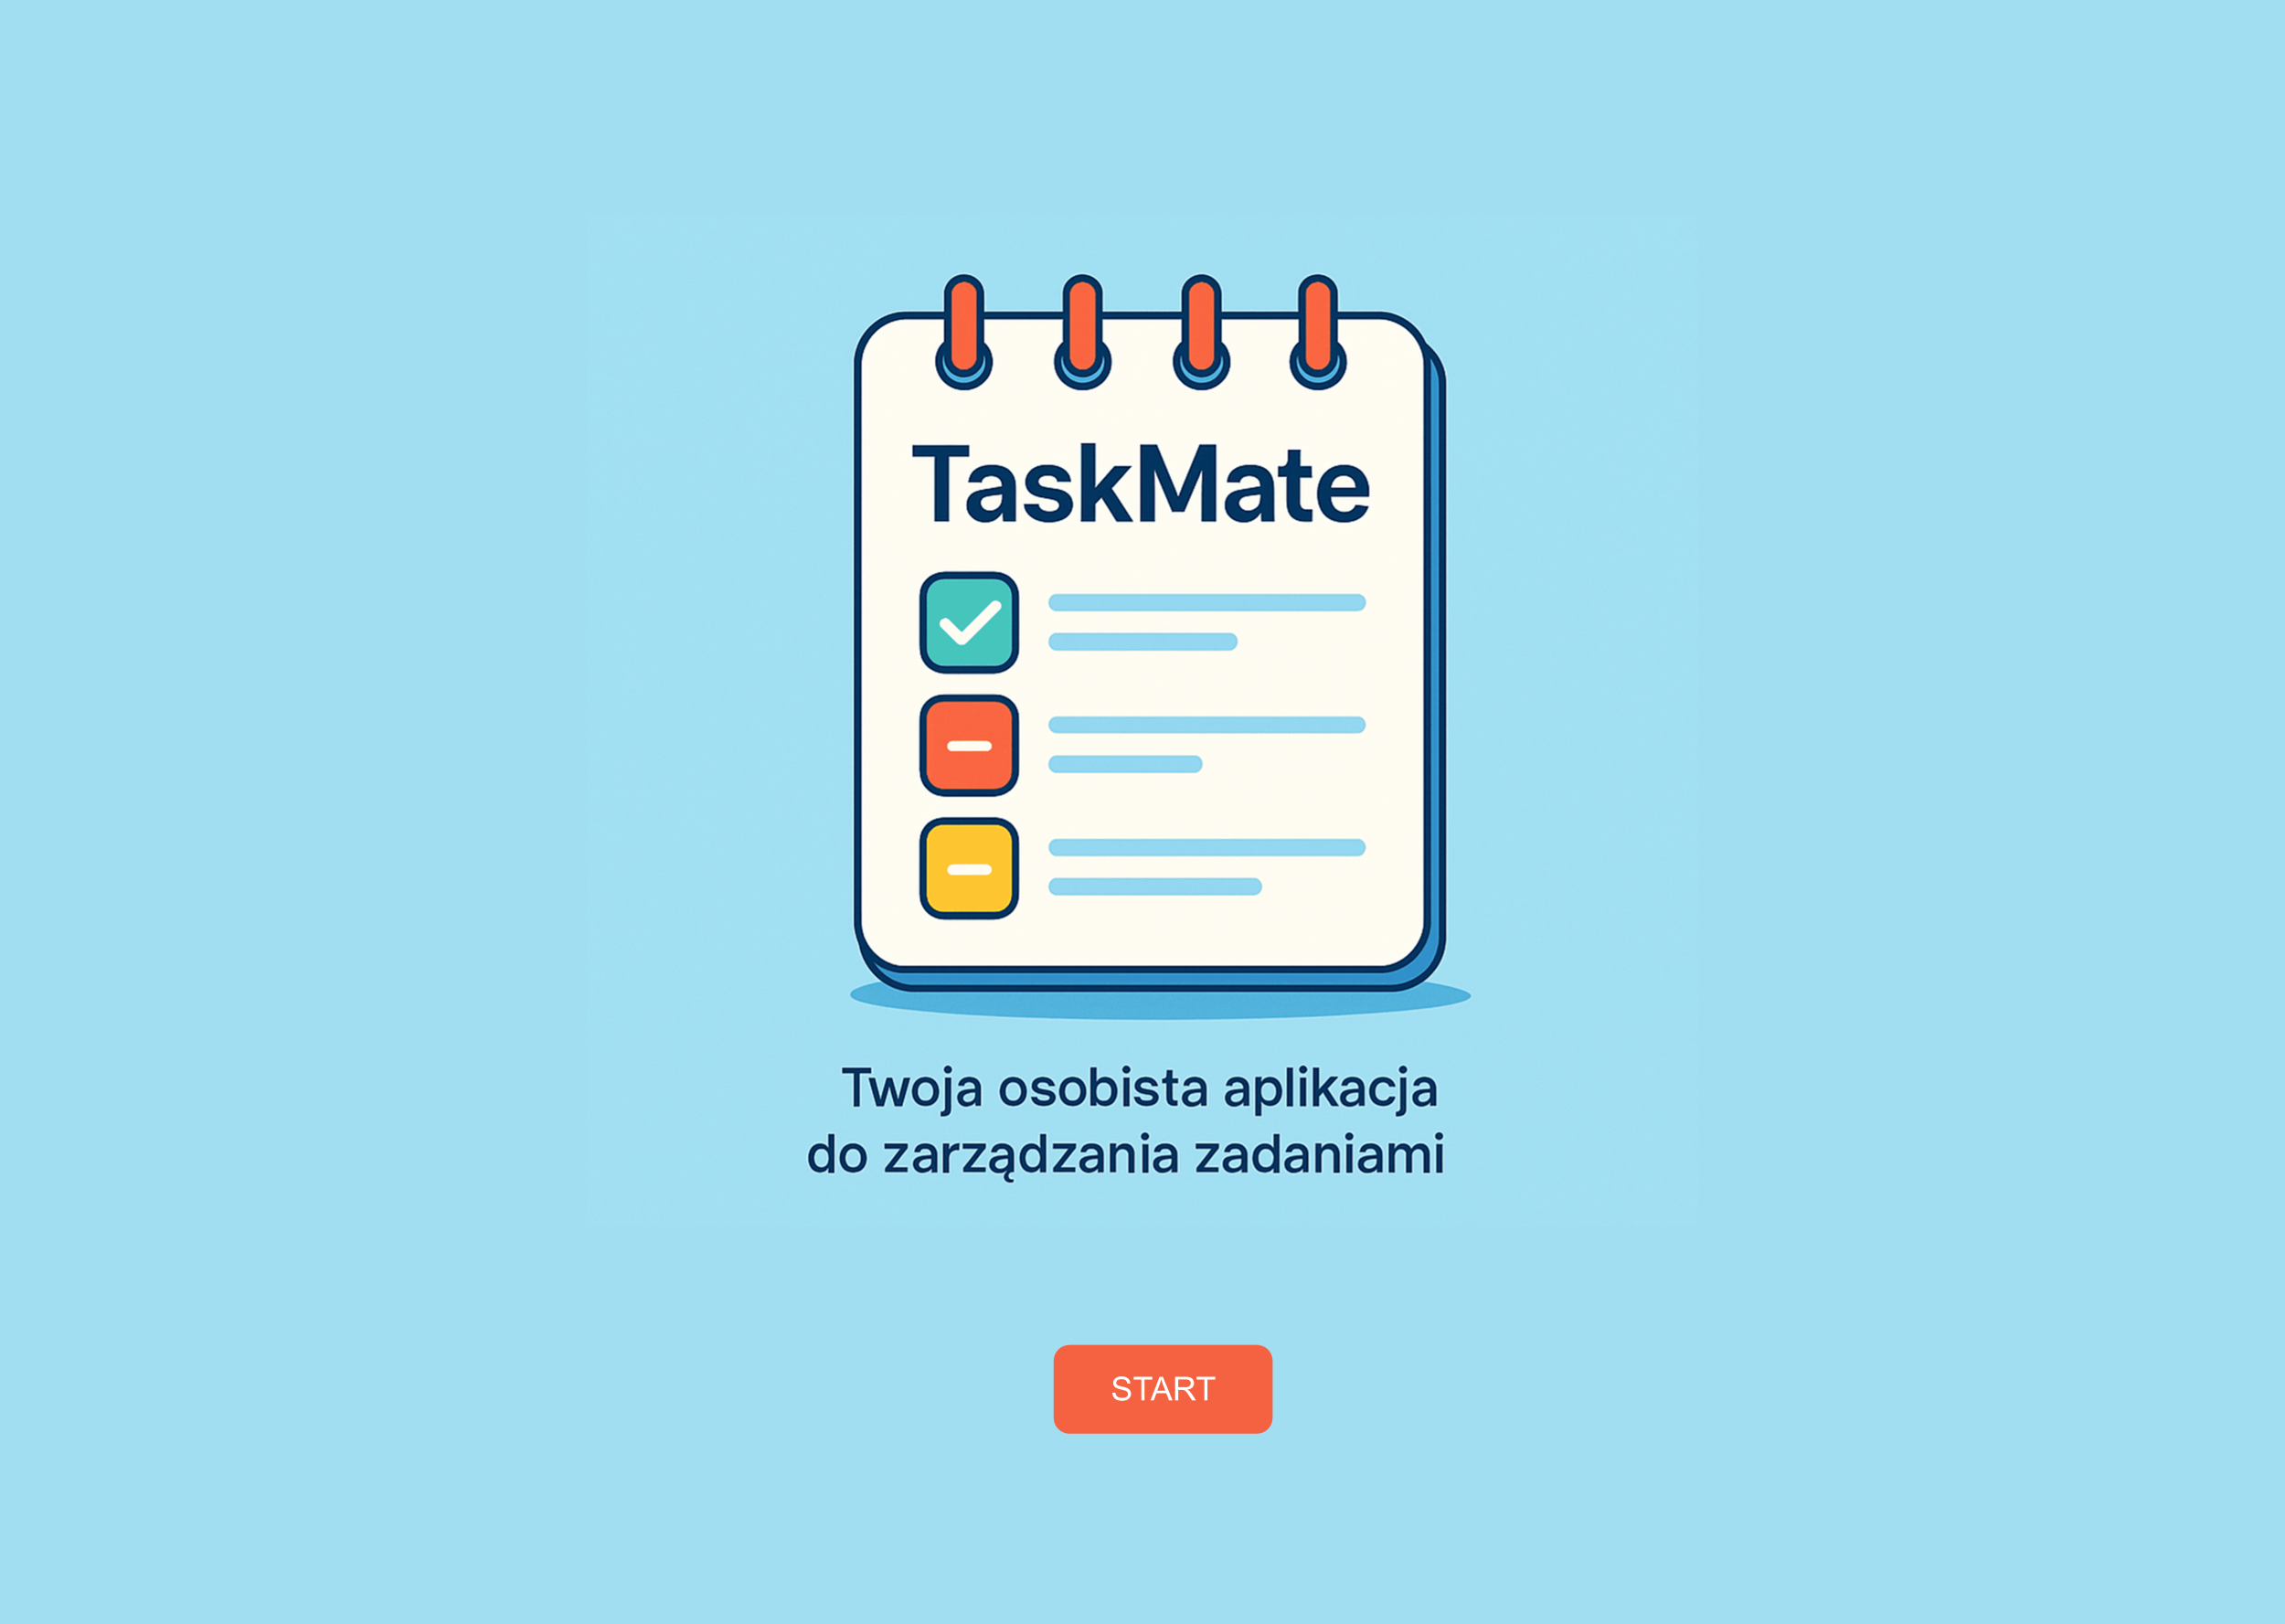 TaskMate
Twoja osobista aplikacja
do zarządzania zadaniami
START